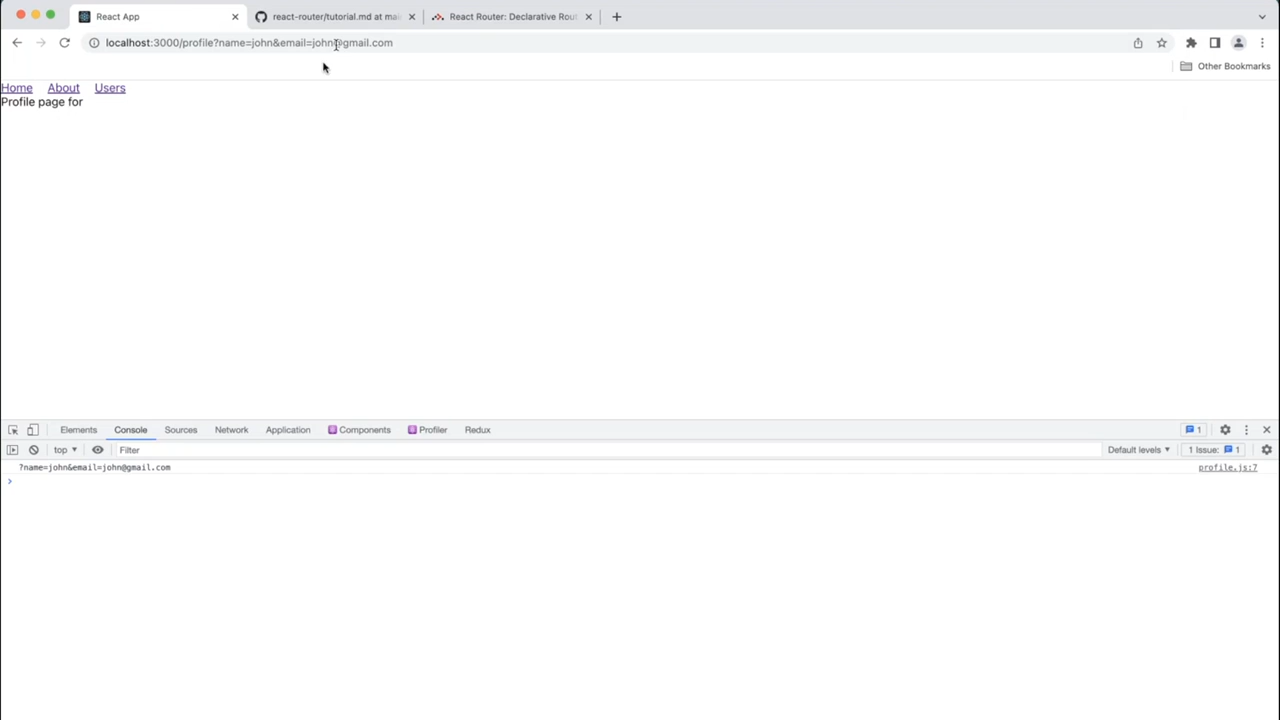 React App
react-router/tutorial.md at mai
React Router: Declarative Rout
localhost:3000/profile?name=john&email=john@gmail.com
Other Bookmarks
Home About Users
Profile page for
Elements Console Sources Network Application Components Profiler Redux 1
top Filter Default levels 1 Issue: 1
?name=john&email=john@gmail.com profile.js:7